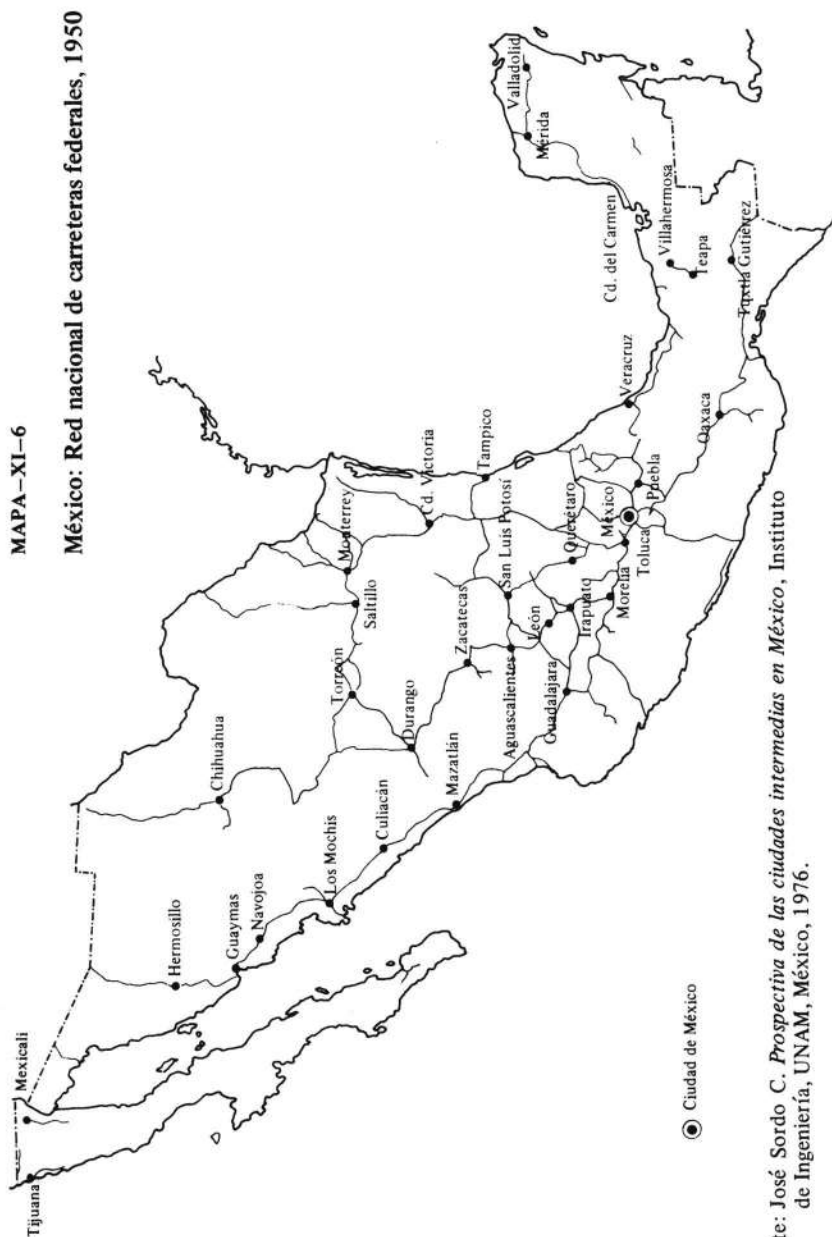 MAPA—XI—6
México: Red nacional de carreteras federales, 1950
Tijuana
Mexicali
Hermosillo
Guaymas
Navojoa
Los Mochis
Culiacán
Mazatlán
Chihuahua
Torreón
Durango
Saltillo
Monterrey
Zacatecas
Aguascalientes
Guadalajara
León
Irapuato
San Luis Potosí
Cd. Victoria
Tampico
Querétaro
México
Morelia
Toluca
Puebla
Veracruz
Oaxaca
Cd. del Carmen
Villahermosa
Teapa
Tuxtla Gutiérrez
Mérida
Valladolid
Ciudad de México
te: José Sordo C. Prospectiva de las ciudades intermedias en México, Instituto
de Ingeniería, UNAM, México, 1976.